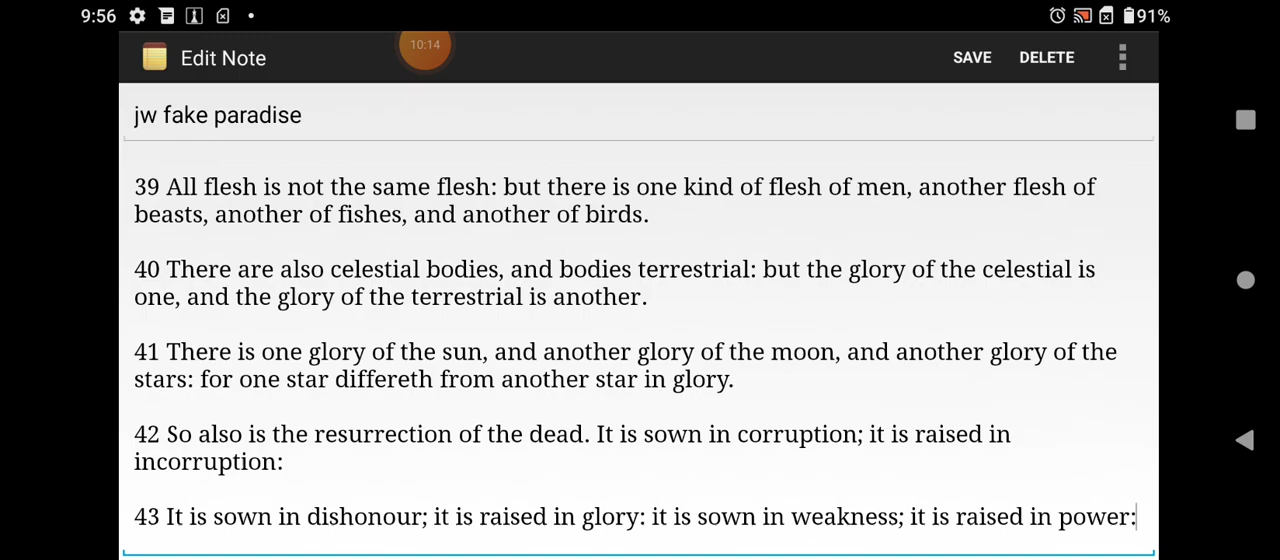 9:56 91%
10:14
Edit Note SAVE DELETE
jw fake paradise
39 All flesh is not the same flesh: but there is one kind of flesh of men, another flesh of
beasts, another of fishes, and another of birds.
40 There are also celestial bodies, and bodies terrestrial: but the glory of the celestial is
one, and the glory of the terrestrial is another.
41 There is one glory of the sun, and another glory of the moon, and another glory of the
stars: for one star differeth from another star in glory.
42 So also is the resurrection of the dead. It is sown in corruption; it is raised in
incorruption:
43 It is sown in dishonour; it is raised in glory: it is sown in weakness; it is raised in power: